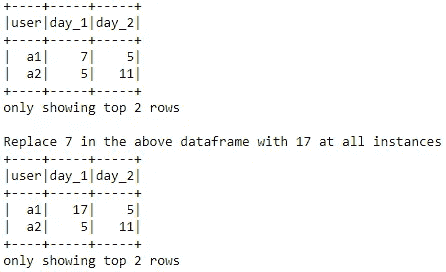 +----+-----+-----+
|user|day_1|day_2|
+----+-----+-----+
|  a1|    7|    5|
|  a2|    5|   11|
+----+-----+-----+
only showing top 2 rows

Replace 7 in the above dataframe with 17 at all instances
+----+-----+-----+
|user|day_1|day_2|
+----+-----+-----+
|  a1|   17|    5|
|  a2|    5|   11|
+----+-----+-----+
only showing top 2 rows